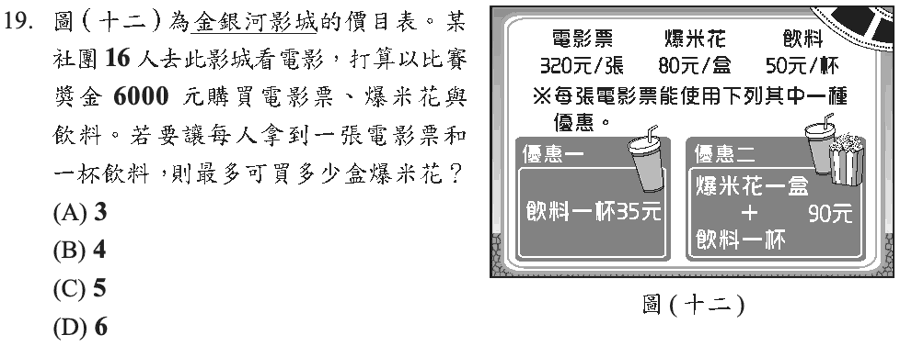 19. 圖(十二)為金銀河影城的價目表。某
社團 16 人去此影城看電影，打算以比賽
獎金 6000 元購買電影票、爆米花與
飲料。若要讓每人拿到一張電影票和
一杯飲料，則最多可買多少盒爆米花？
(A) 3
(B) 4
(C) 5
(D) 6
電影票 爆米花 飲料
320元/張 80元/盒 50元/杯
※每張電影票能使用下列其中一種
優惠。
優惠一
飲料一杯35元
優惠二
爆米花一盒
+ 90元
飲料一杯
圖(十二)